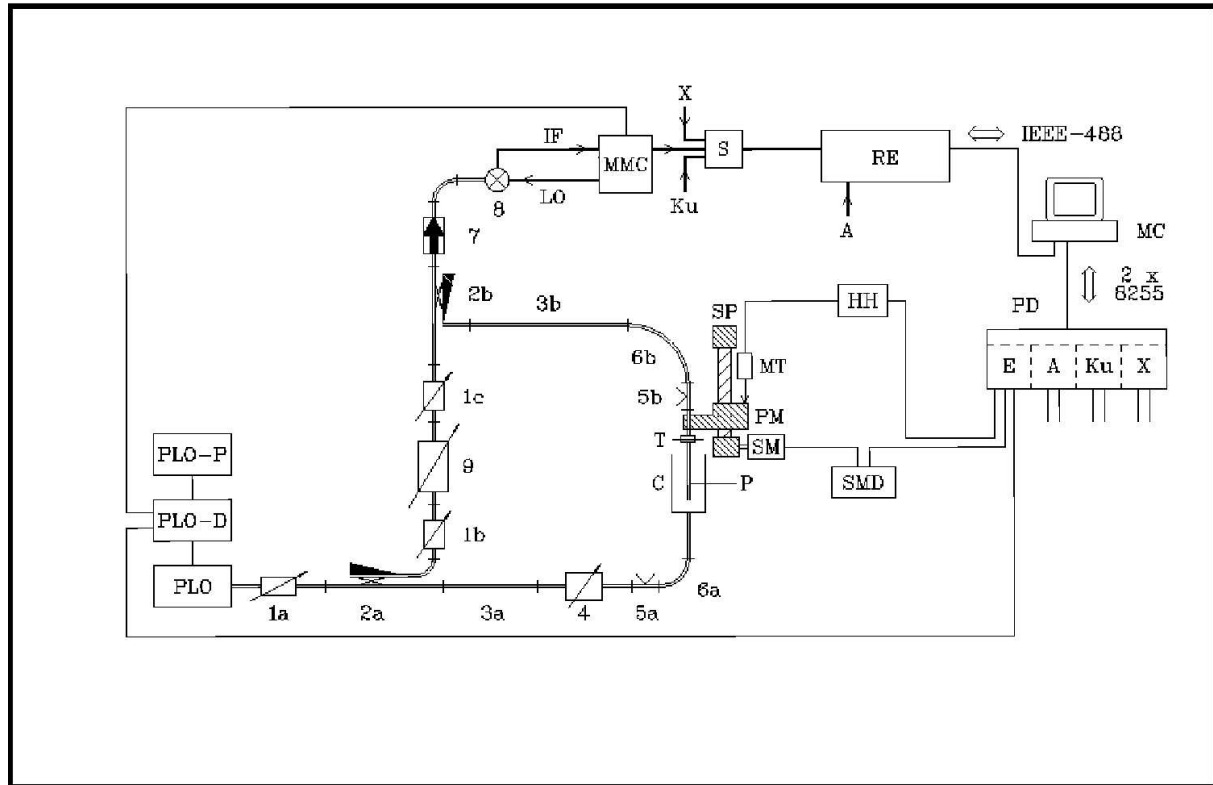 X
IF
MMC
S
RE
IEEE-488
LO
8
Ku
A
MC
7
2 x
8255
2b
3b
SP
HH
PD
MT
E
A
Ku
X
6b
1c
5b
PM
T
SM
PLO-P
9
C
P
SMD
PLO-D
1b
PLO
1a
2a
3a
4
5a
6a